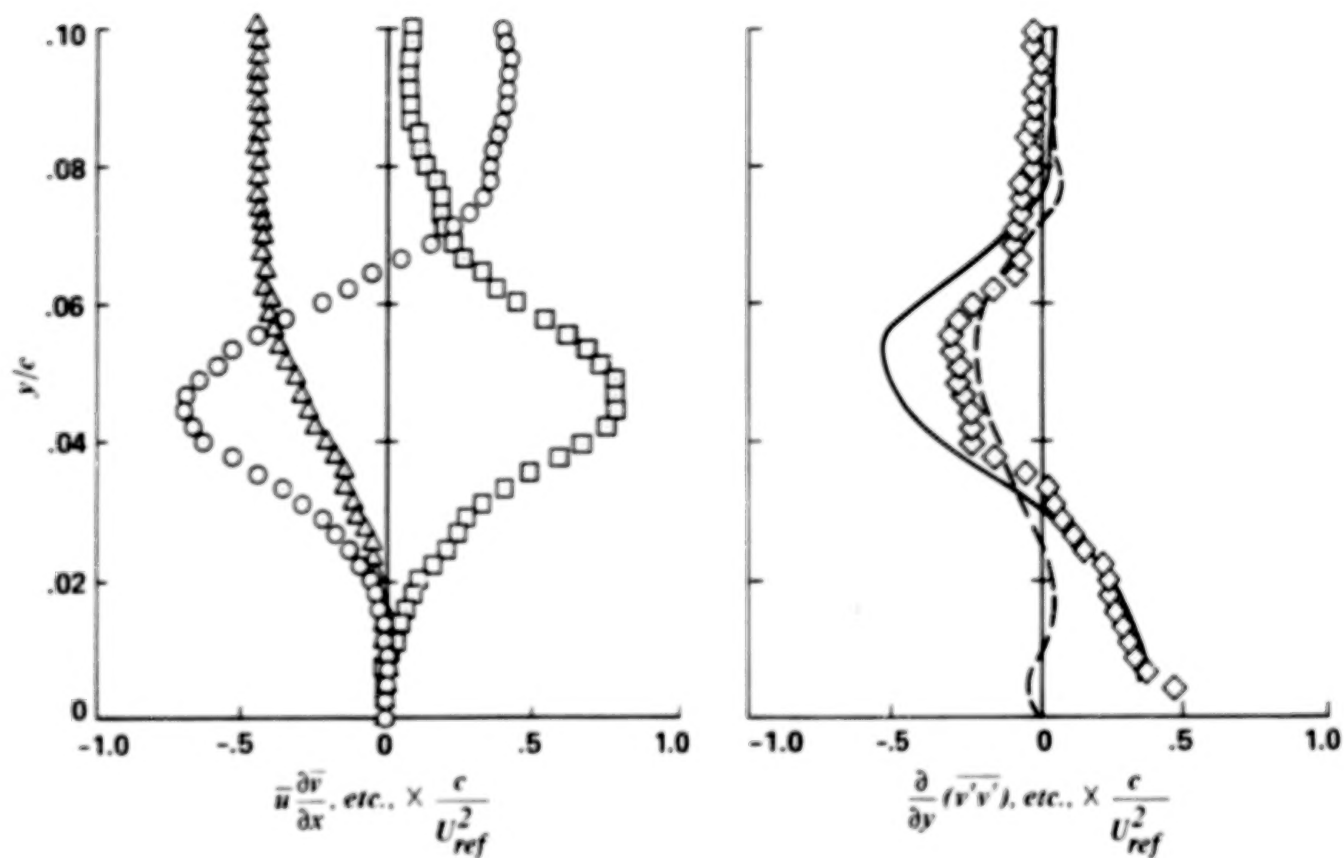 .10
.08
.06
.04
.02
0
y/c
-1.0 -.5 0 .5 1.0
-1.0 -.5 0 .5 1.0
ū ∂v̄/∂x, etc., × c/U²ref
∂/∂y (v'v'), etc., × c/U²ref